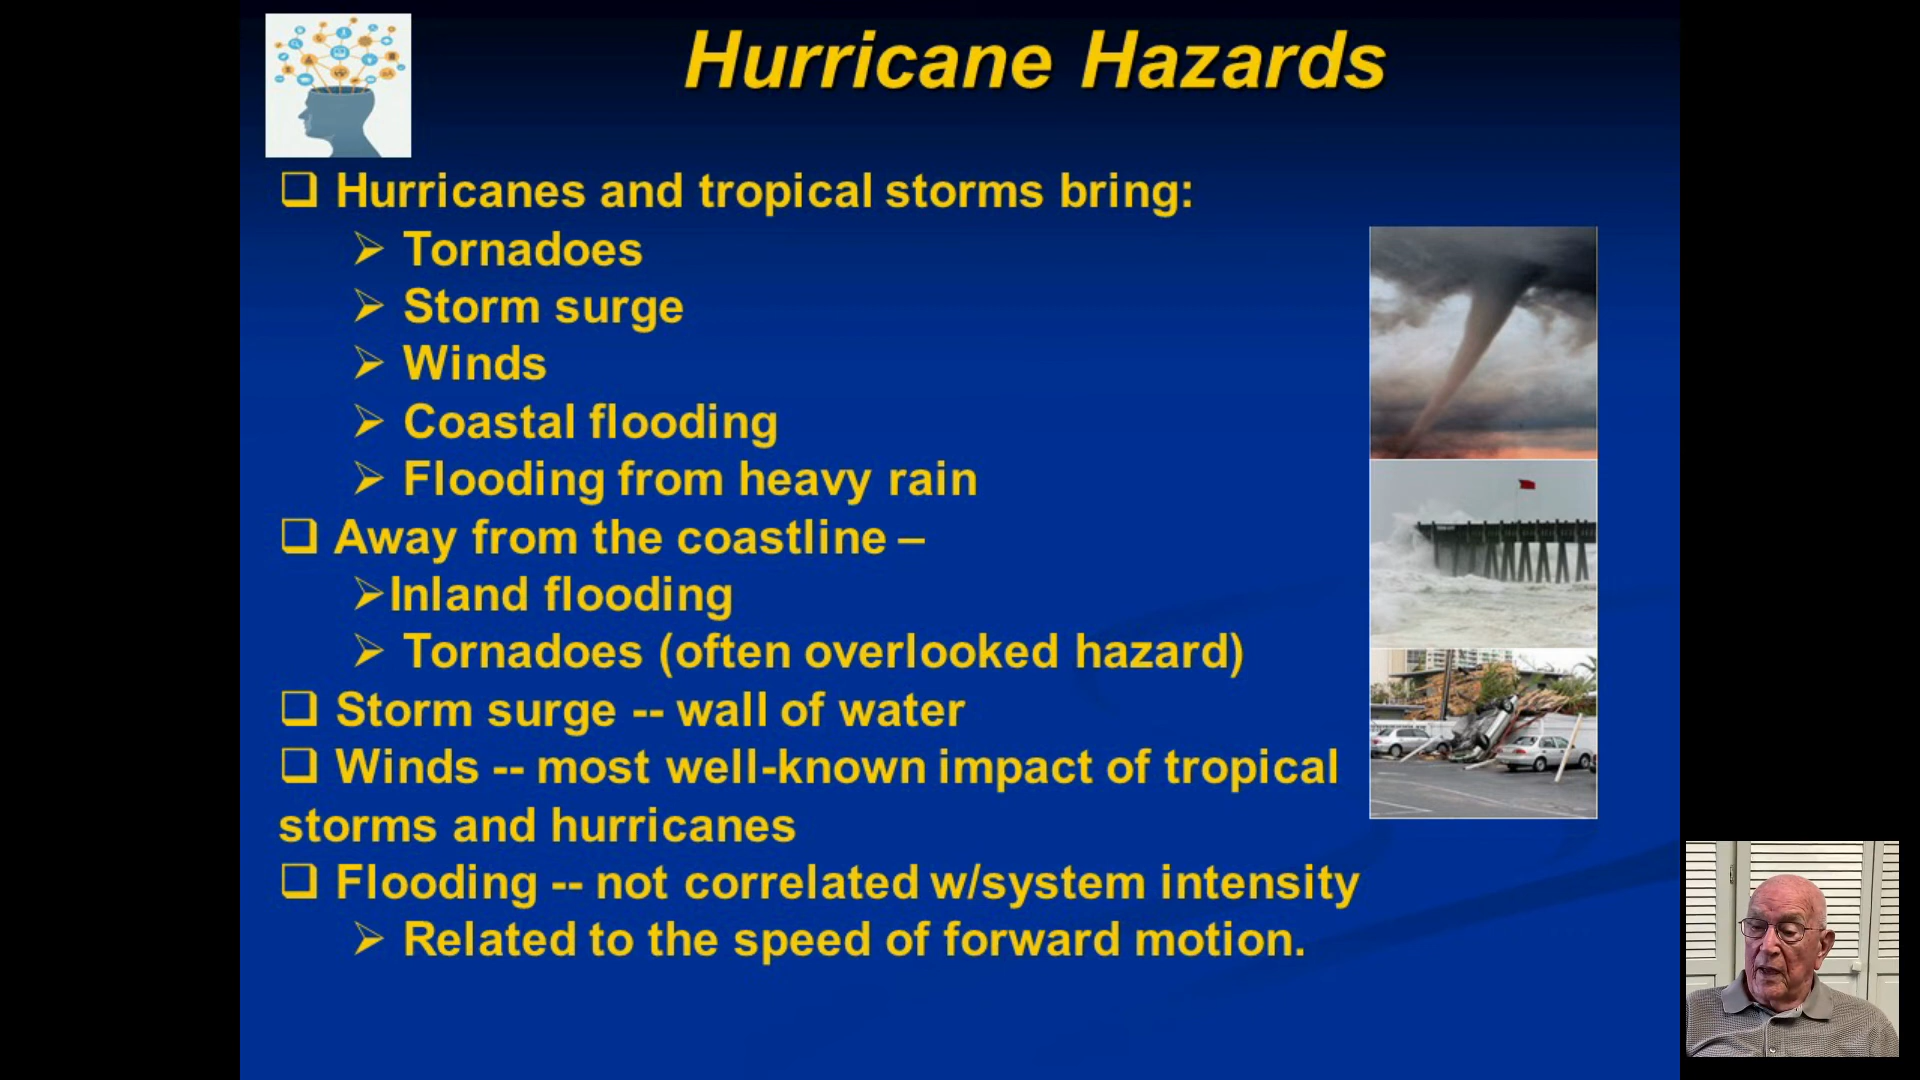 Hurricane Hazards
❑ Hurricanes and tropical storms bring:
➢ Tornadoes
➢ Storm surge
➢ Winds
➢ Coastal flooding
➢ Flooding from heavy rain
❑ Away from the coastline –
➢Inland flooding
➢ Tornadoes (often overlooked hazard)
❑ Storm surge -- wall of water
❑ Winds -- most well-known impact of tropical
storms and hurricanes
❑ Flooding -- not correlated w/system intensity
➢ Related to the speed of forward motion.